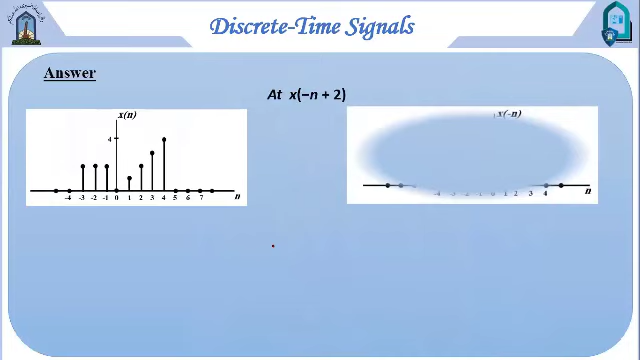 Discrete-Time Signals
Answer
At x(−n + 2)
x(n)
4
-4 -3 -2 -1 0 1 2 3 4 5 6 7 n
x(-n)
-4 -3 -2 -1 0 1 2 3 4 n